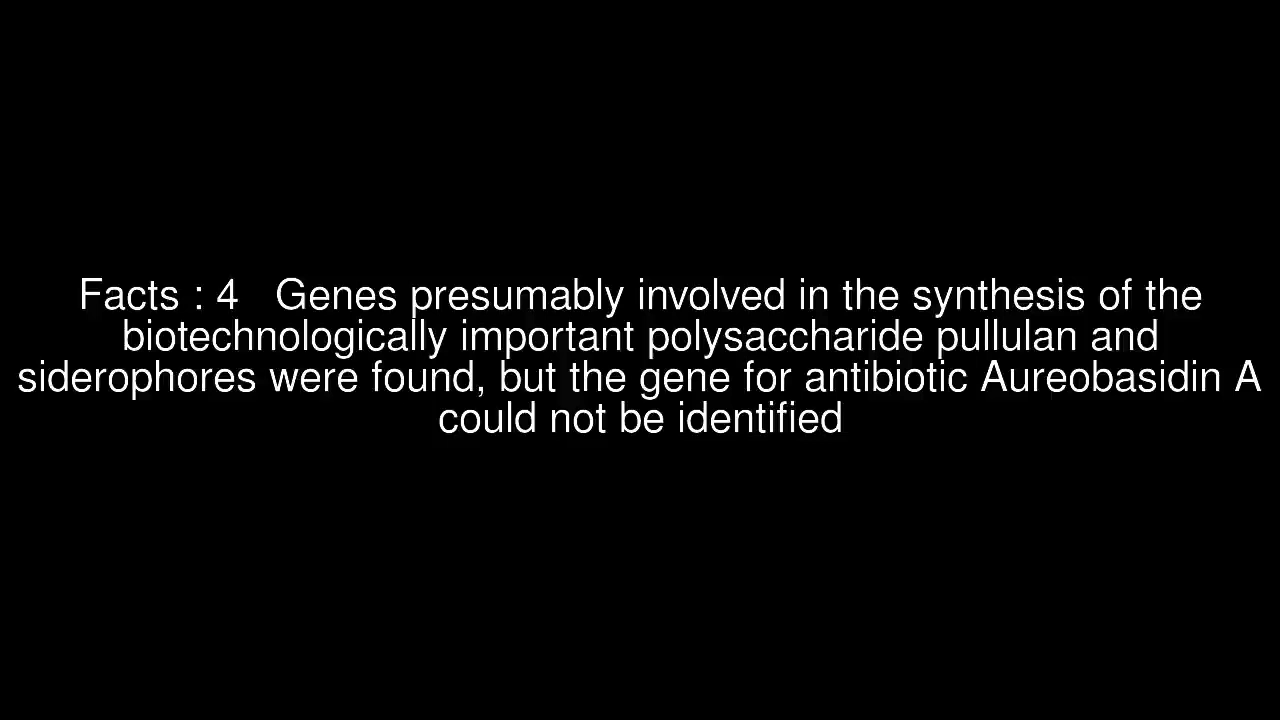 Facts : 4   Genes presumably involved in the synthesis of the
biotechnologically important polysaccharide pullulan and
siderophores were found, but the gene for antibiotic Aureobasidin A
could not be identified